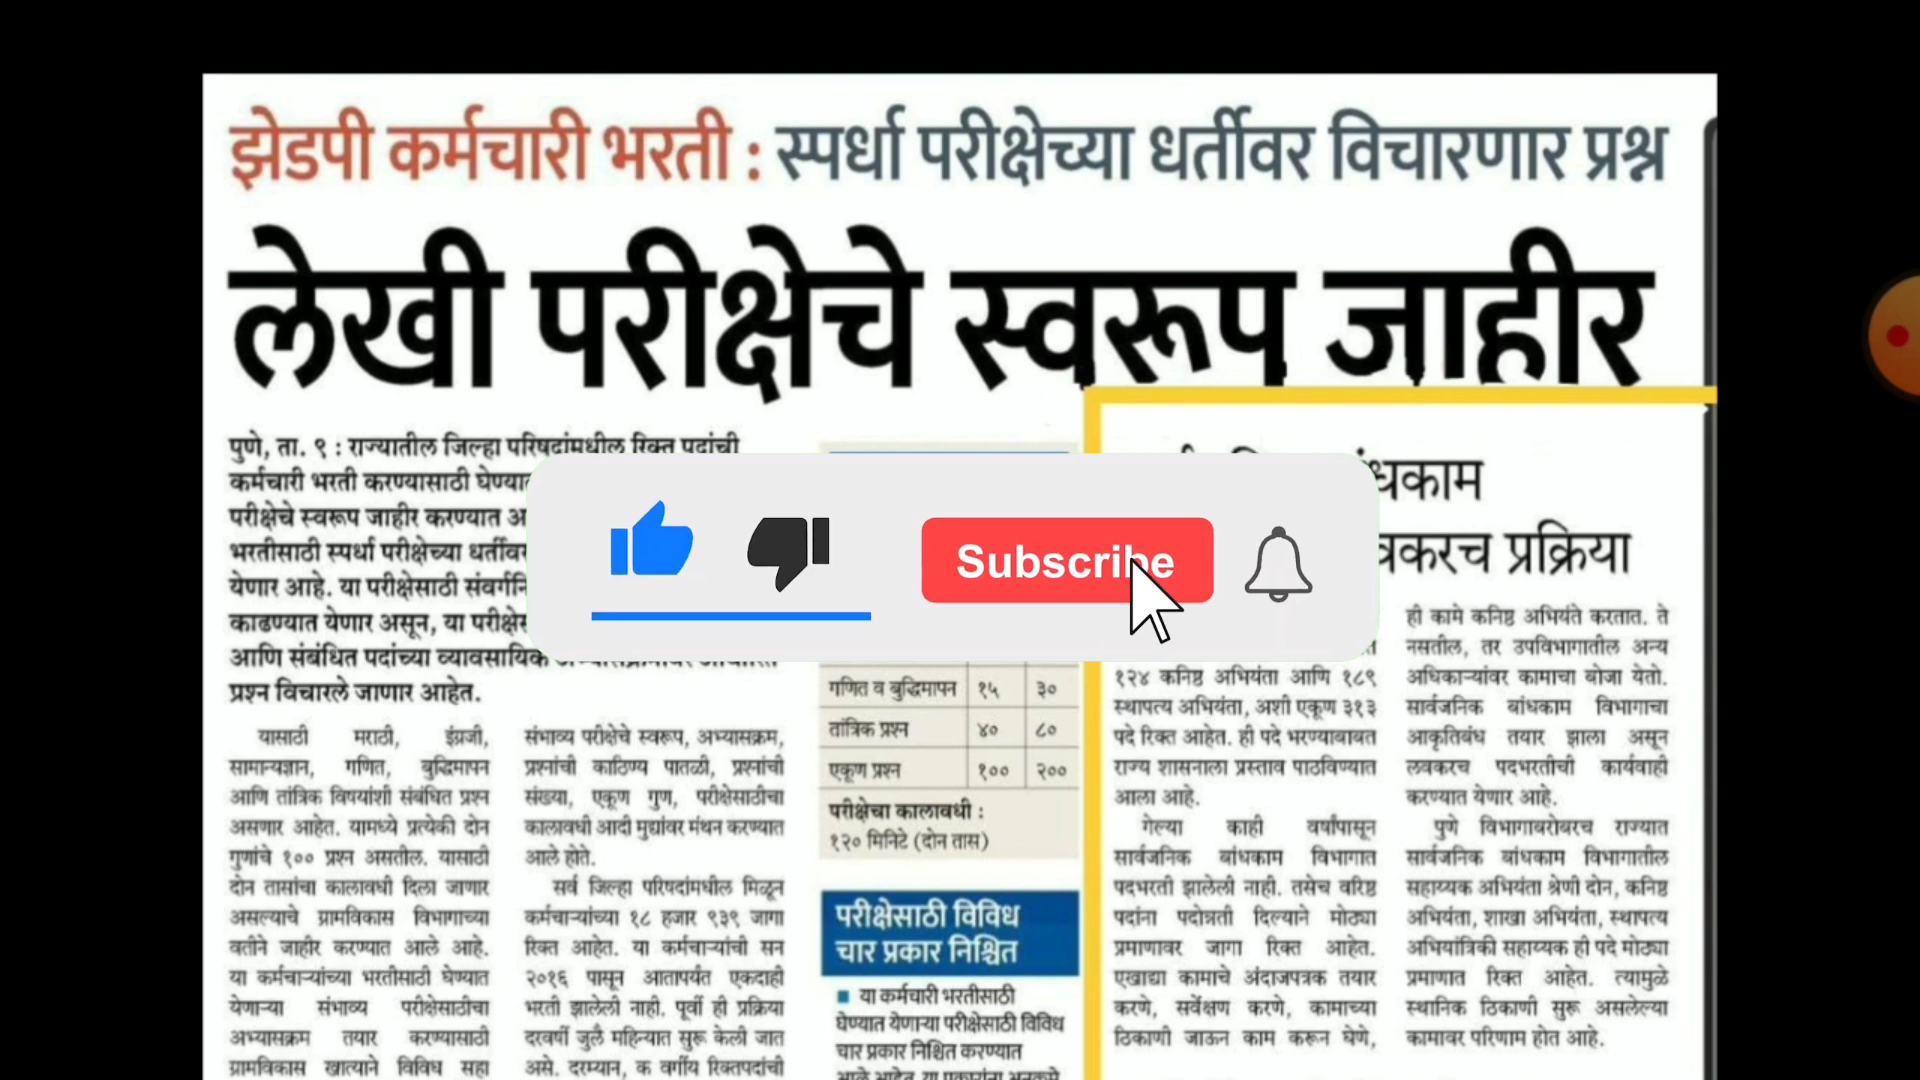 झेडपी कर्मचारी भरती : स्पर्धा परीक्षेच्या धर्तीवर विचारणार प्रश्न
लेखी परीक्षेचे स्वरूप जाहीर
पुणे, ता. ९ : राज्यातील जिल्हा परिषदांमधील रिक्त पदांची
कर्मचारी भरती करण्यासाठी
परीक्षेचे स्वरूप जाहीर करण्यात
भरतीसाठी स्पर्धा परीक्षेच्या
येणार आहे. या परीक्षेसाठी
काढण्यात येणार असून, या
आणि संबंधित पदांच्या व्यावसायिक
प्रश्न विचारले जाणार आहेत.
यासाठी मराठी, इंग्रजी,
सामान्यज्ञान, गणित, बुद्धिमापन
आणि तांत्रिक विषयांशी संबंधित प्रश्न
असणार आहेत. यामध्ये प्रत्येकी दोन
गुणांचे १०० प्रश्न असतील. यासाठी
दोन तासांचा कालावधी दिला जाणार
असल्याचे ग्रामविकास विभागाच्या
वतीने जाहीर करण्यात आले आहे.
या कर्मचाऱ्यांच्या भरतीसाठी घेण्यात
येणाऱ्या संभाव्य परीक्षेसाठीचा
अभ्यासक्रम तयार करण्यासाठी
ग्रामविकास खात्याने विविध सहा
संभाव्य परीक्षेचे स्वरूप, अभ्यासक्रम,
प्रश्नांची काठिण्य पातळी, प्रश्नांची
संख्या, एकूण गुण, परीक्षेसाठीचा
कालावधी आदी मुद्यांवर मंथन करण्यात
आले होते.
सर्व जिल्हा परिषदांमधील मिळून
कर्मचाऱ्यांच्या १८ हजार ९३९ जागा
रिक्त आहेत. या कर्मचाऱ्यांची सन
२०१६ पासून आतापर्यंत एकदाही
भरती झालेली नाही. पूर्वी ही प्रक्रिया
दरवर्षी जुलै महिन्यात सुरू केली जात
असे. दरम्यान, क वर्गीय रिक्तपदांची
गणित व बुद्धिमापन १५ ३०
तांत्रिक प्रश्न ४० ८०
एकूण प्रश्न १०० २००
परीक्षेचा कालावधी :
१२० मिनिटे (दोन तास)
परीक्षेसाठी विविध
चार प्रकार निश्चित
या कर्मचारी भरतीसाठी
घेण्यात येणाऱ्या परीक्षेसाठी विविध
चार प्रकार निश्चित करण्यात
Subscribe
प्रक्रिया
१२४ कनिष्ठ अभियंता आणि १८९
स्थापत्य अभियंता, अशी एकूण ३१३
पदे रिक्त आहेत. ही पदे भरण्याबाबत
राज्य शासनाला प्रस्ताव पाठविण्यात
आला आहे.
गेल्या काही वर्षांपासून
सार्वजनिक बांधकाम विभागात
पदभरती झालेली नाही. तसेच वरिष्ठ
पदांना पदोन्नती दिल्याने मोठ्या
प्रमाणावर जागा रिक्त आहेत.
एखाद्या कामाचे अंदाजपत्रक तयार
करणे, सर्वेक्षण करणे, कामाच्या
ठिकाणी जाऊन काम करून घेणे,
ही कामे कनिष्ठ अभियंते करतात. ते
नसतील, तर उपविभागातील अन्य
अधिकाऱ्यांवर कामाचा बोजा येतो.
सार्वजनिक बांधकाम विभागाचा
आकृतिबंध तयार झाला असून
लवकरच पदभरतीची कार्यवाही
करण्यात येणार आहे.
पुणे विभागाबरोबरच राज्यात
सार्वजनिक बांधकाम विभागातील
सहाय्यक अभियंता श्रेणी दोन, कनिष्ठ
अभियंता, शाखा अभियंता, स्थापत्य
अभियांत्रिकी सहाय्यक ही पदे मोठ्या
प्रमाणात रिक्त आहेत. त्यामुळे
स्थानिक ठिकाणी सुरू असलेल्या
कामावर परिणाम होत आहे.